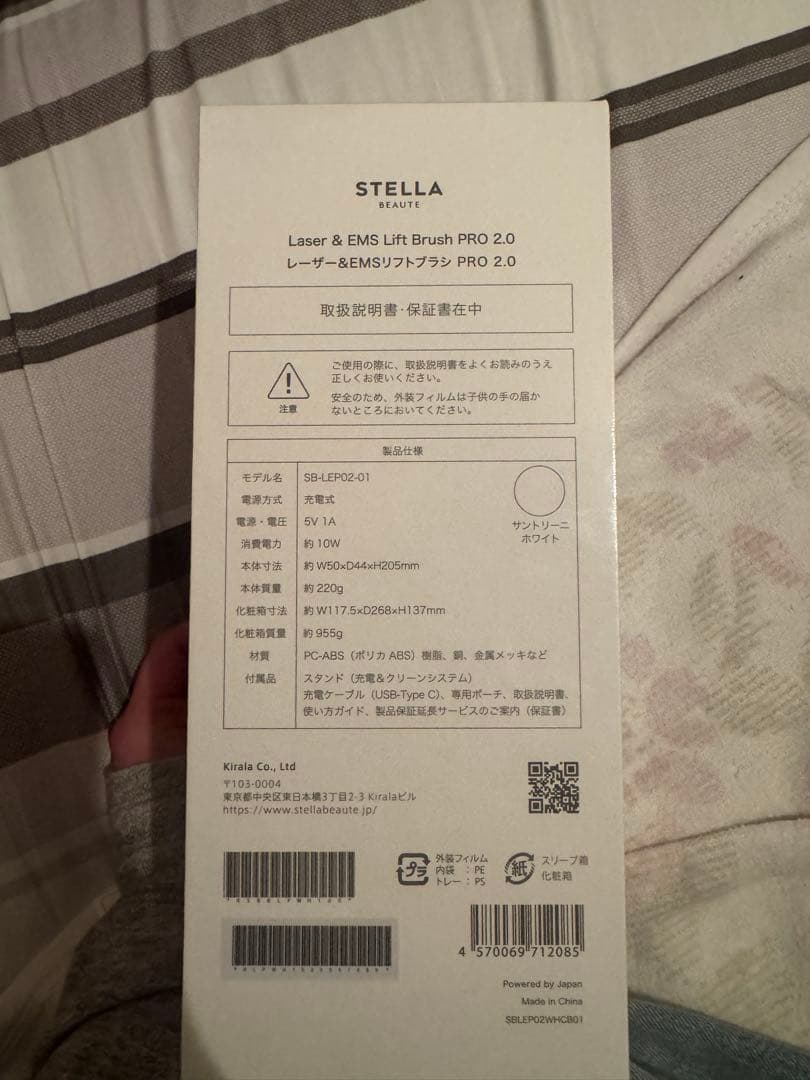 STELLA
BEAUTE
Laser & EMS Lift Brush PRO 2.0
レーザー&EMSリフトブラシ PRO 2.0
取扱説明書・保証書在中
注意
ご使用の際に、取扱説明書をよくお読みのうえ
正しくお使いください。
安全のため、外装フィルムは子供の手の届か
ないところにおいてください。
製品仕様
モデル名 SB-LEP02-01
電源方式 充電式
電源・電圧 5V 1A
消費電力 約 10W
本体寸法 約 W50×D44×H205mm
本体質量 約 220g
化粧箱寸法 約 W117.5×D268×H137mm
化粧箱質量 約 955g
材質 PC-ABS（ポリカ ABS）樹脂、銅、金属メッキなど
付属品 スタンド（充電&クリーンシステム）
充電ケーブル（USB-Type C）、専用ポーチ、取扱説明書、
使い方ガイド、製品保証延長サービスのご案内（保証書）
サントリーニ
ホワイト
Kirala Co., Ltd
〒103-0004
東京都中央区東日本橋3丁目2-3 Kiralaビル
https://www.stellabeaute.jp/
プラ
外装フィルム
内袋 ：PE
トレー：PS
紙
スリーブ箱
化粧箱
4 570069 712085
Powered by Japan
Made in China
SBLEP02WHCB01